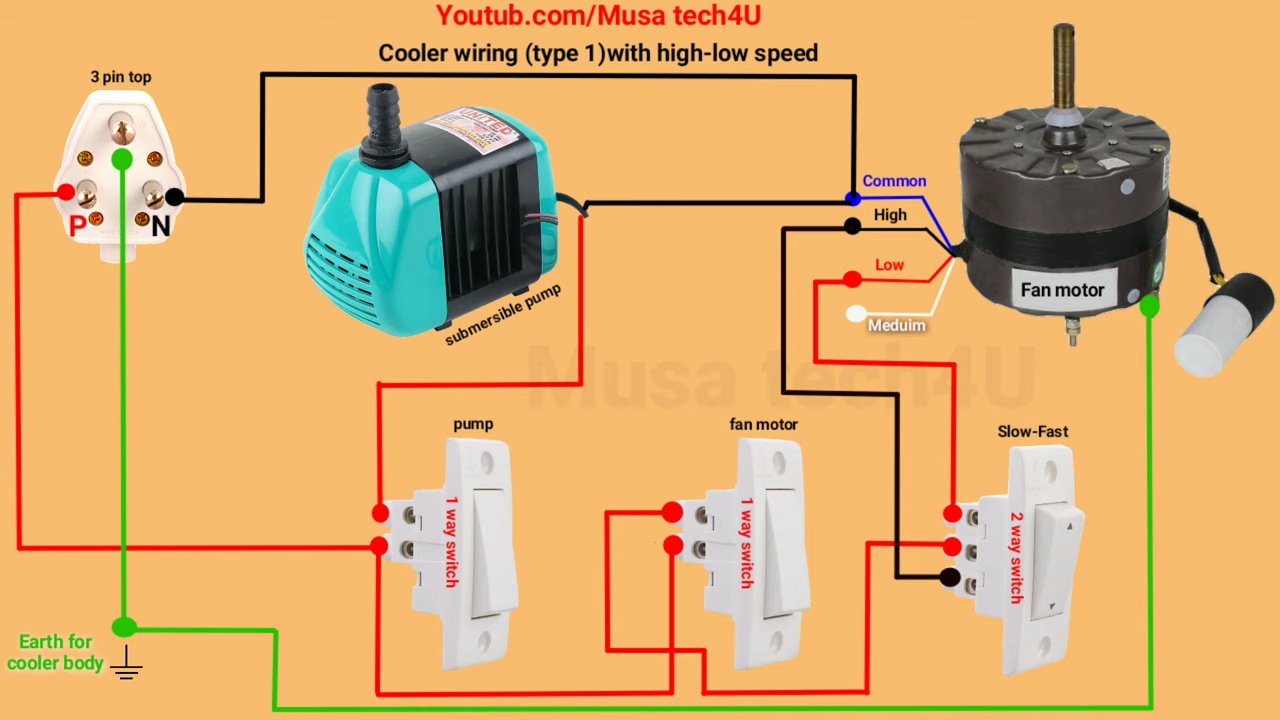 Youtub.com/Musa tech4U
Cooler wiring (type 1)with high-low speed
3 pin top
UNITED
Common
High
Low
Meduim
P
N
Fan motor
submersible pump
Musa tech4U
pump
fan motor
Slow-Fast
1 way switch
1 way switch
2 way switch
Earth for
cooler body